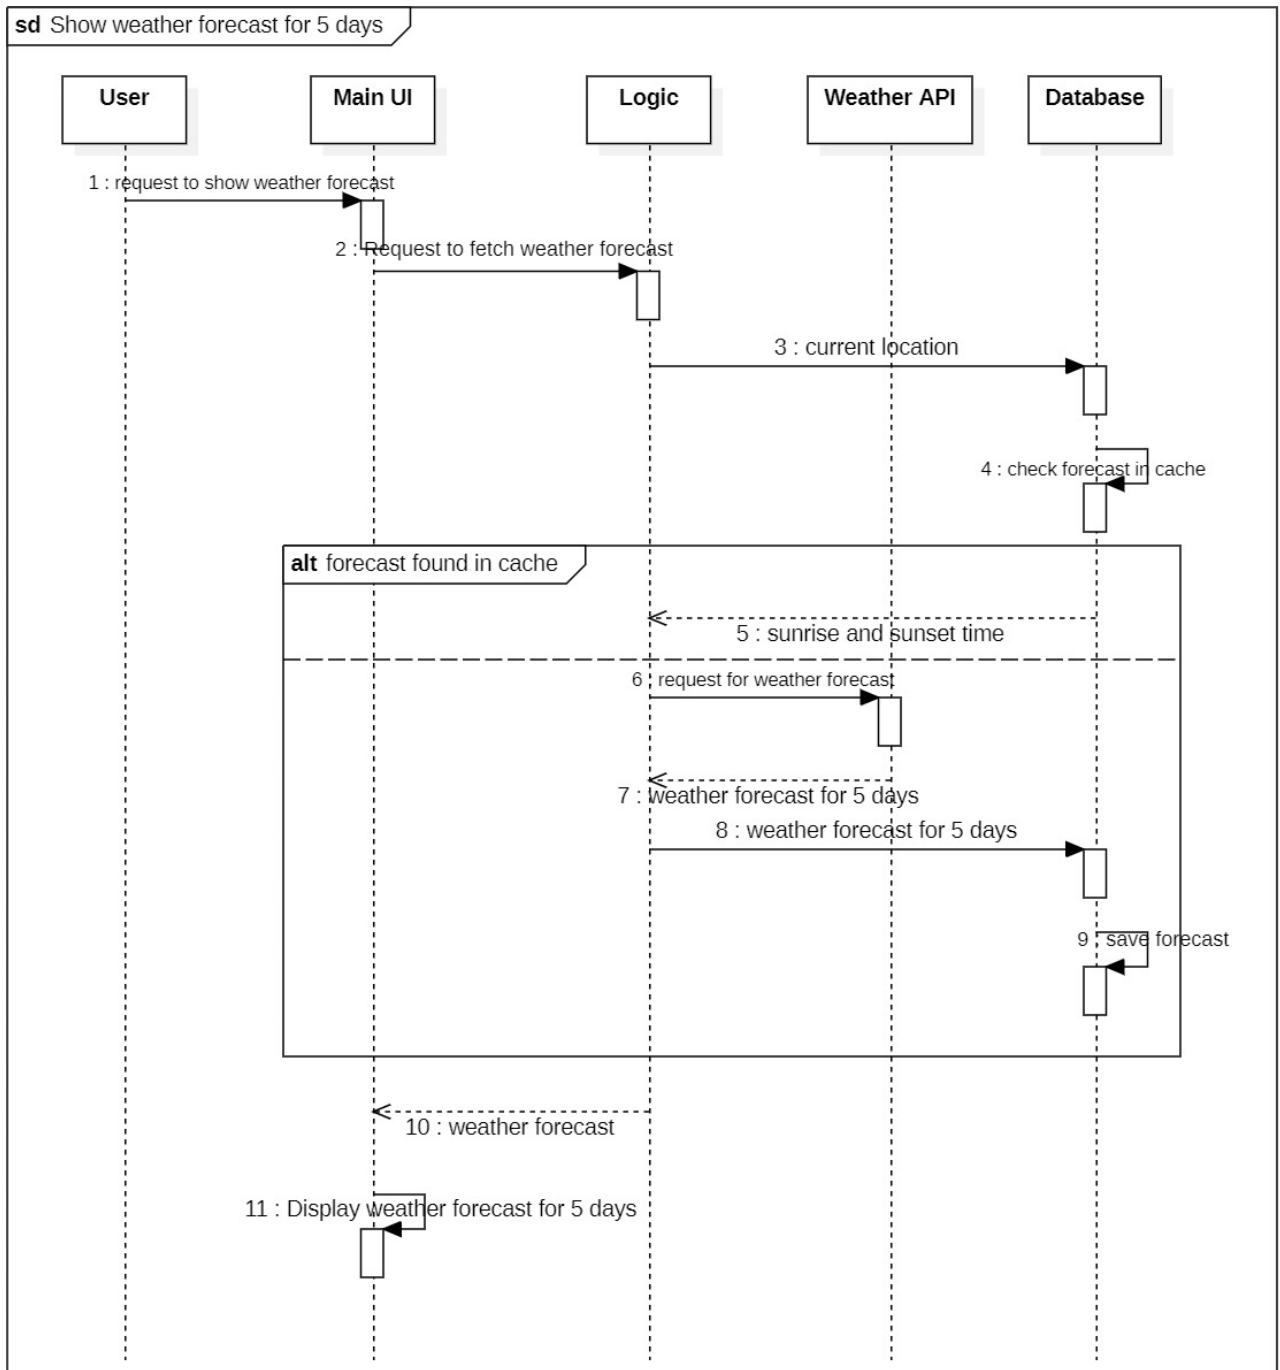 sd Show weather forecast for 5 days
User
Main UI
Logic
Weather API
Database
1 : request to show weather forecast
2 : Request to fetch weather forecast
3 : current location
4 : check forecast in cache
alt forecast found in cache
5 : sunrise and sunset time
6 : request for weather forecast
7 : weather forecast for 5 days
8 : weather forecast for 5 days
9 : save forecast
10 : weather forecast
11 : Display weather forecast for 5 days